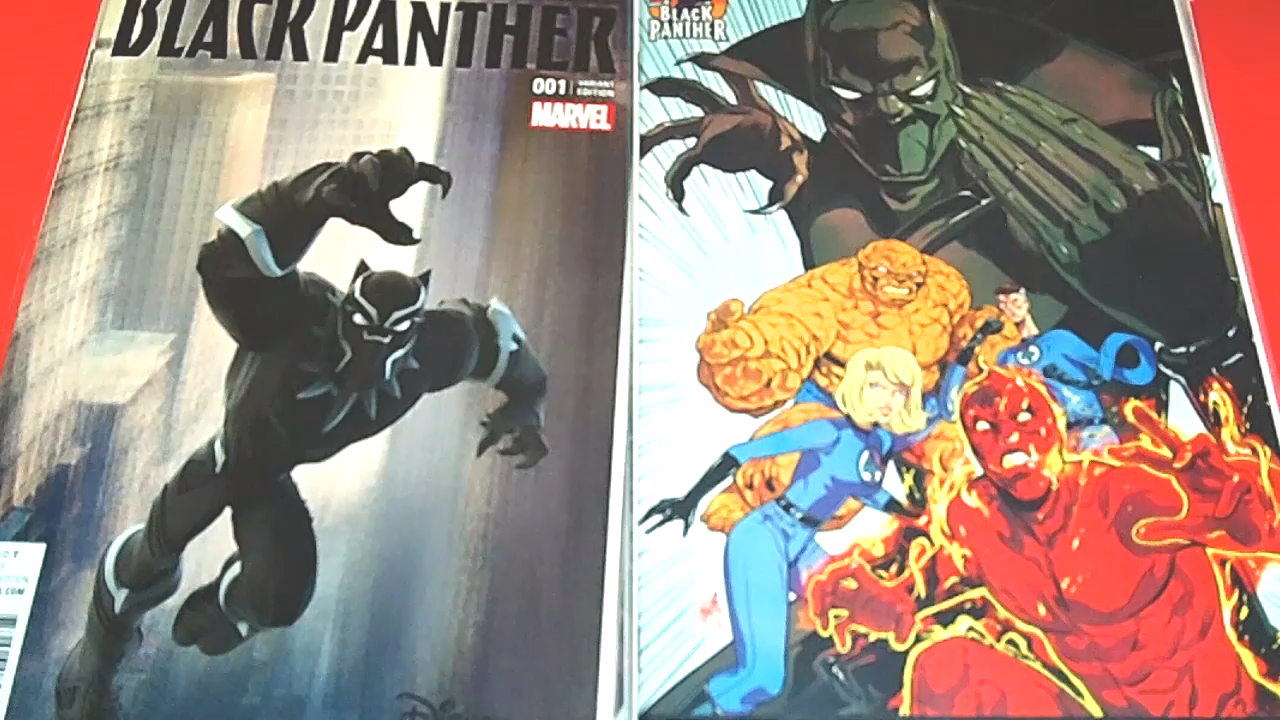 BLACK PANTHER
001 VARIANT
EDITION
MARVEL
BLACK
PANTHER